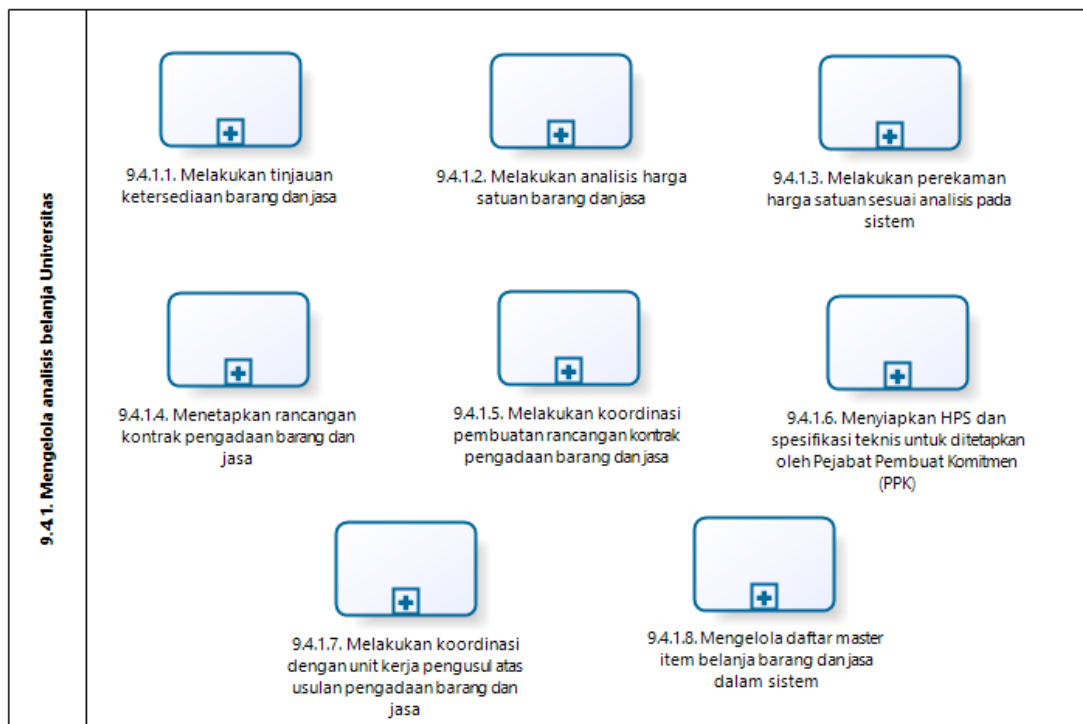 9.4.1. Mengelola analisis belanja Universitas
9.4.1.1. Melakukan tinjauan
ketersediaan barang dan jasa
9.4.1.2. Melakukan analisis harga
satuan barang dan jasa
9.4.1.3. Melakukan perekaman
harga satuan sesuai analisis pada
sistem
9.4.1.4. Menetapkan rancangan
kontrak pengadaan barang dan
jasa
9.4.1.5. Melakukan koordinasi
pembuatan rancangan kontrak
pengadaan barang dan jasa
9.4.1.6. Menyiapkan HPS dan
spesifikasi teknis untuk ditetapkan
oleh Pejabat Pembuat Komitmen
(PPK)
9.4.1.7. Melakukan koordinasi
dengan unit kerja pengusul atas
usulan pengadaan barang dan
jasa
9.4.1.8. Mengelola daftar master
item belanja barang dan jasa
dalam sistem